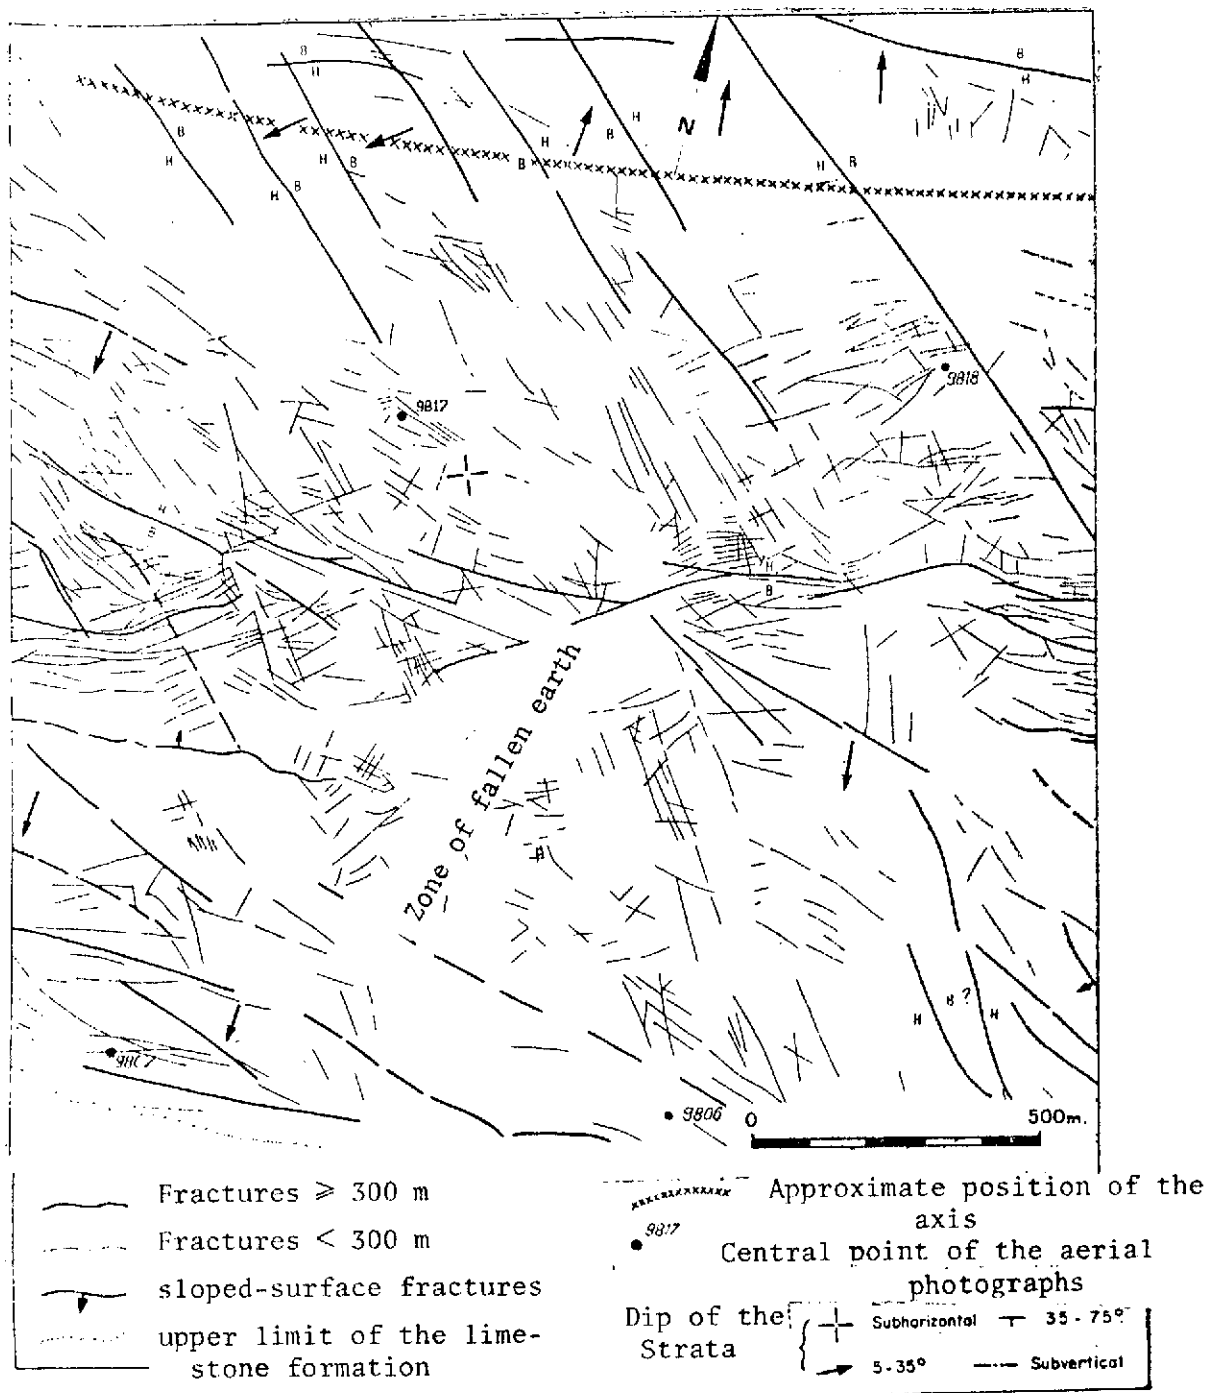 B
H
B
H
H
B
H
B
H
B
H
B
B
H
N
H
B
B
H
9817
9818
H
B
H
B
Zone of fallen earth
B ?
H
H
9807
9806
0
500m.
Fractures ⩾ 300 m
Fractures < 300 m
sloped-surface fractures
upper limit of the lime-
stone formation
Approximate position of the
axis
9817
Central point of the aerial
photographs
Dip of the
Strata
Subhorizontal
35-75°
5-35°
Subvertical